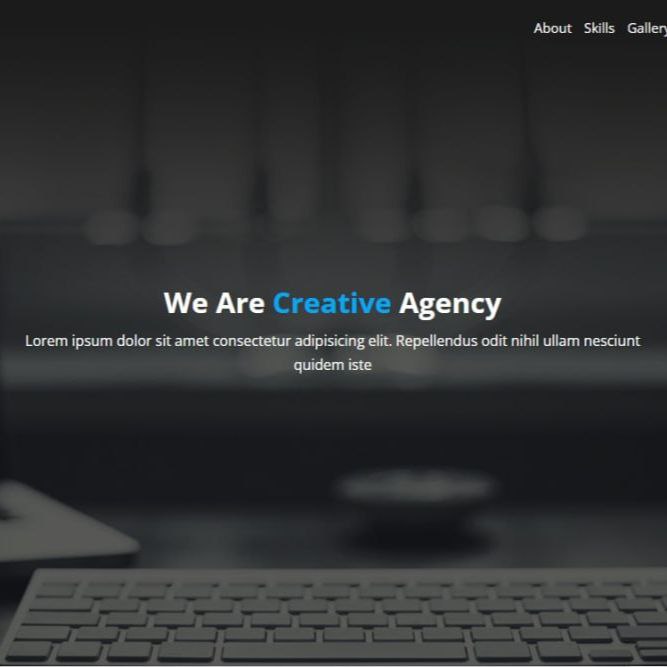 About Skills Gallery
We Are Creative Agency
Lorem ipsum dolor sit amet consectetur adipisicing elit. Repellendus odit nihil ullam nesciunt
quidem iste